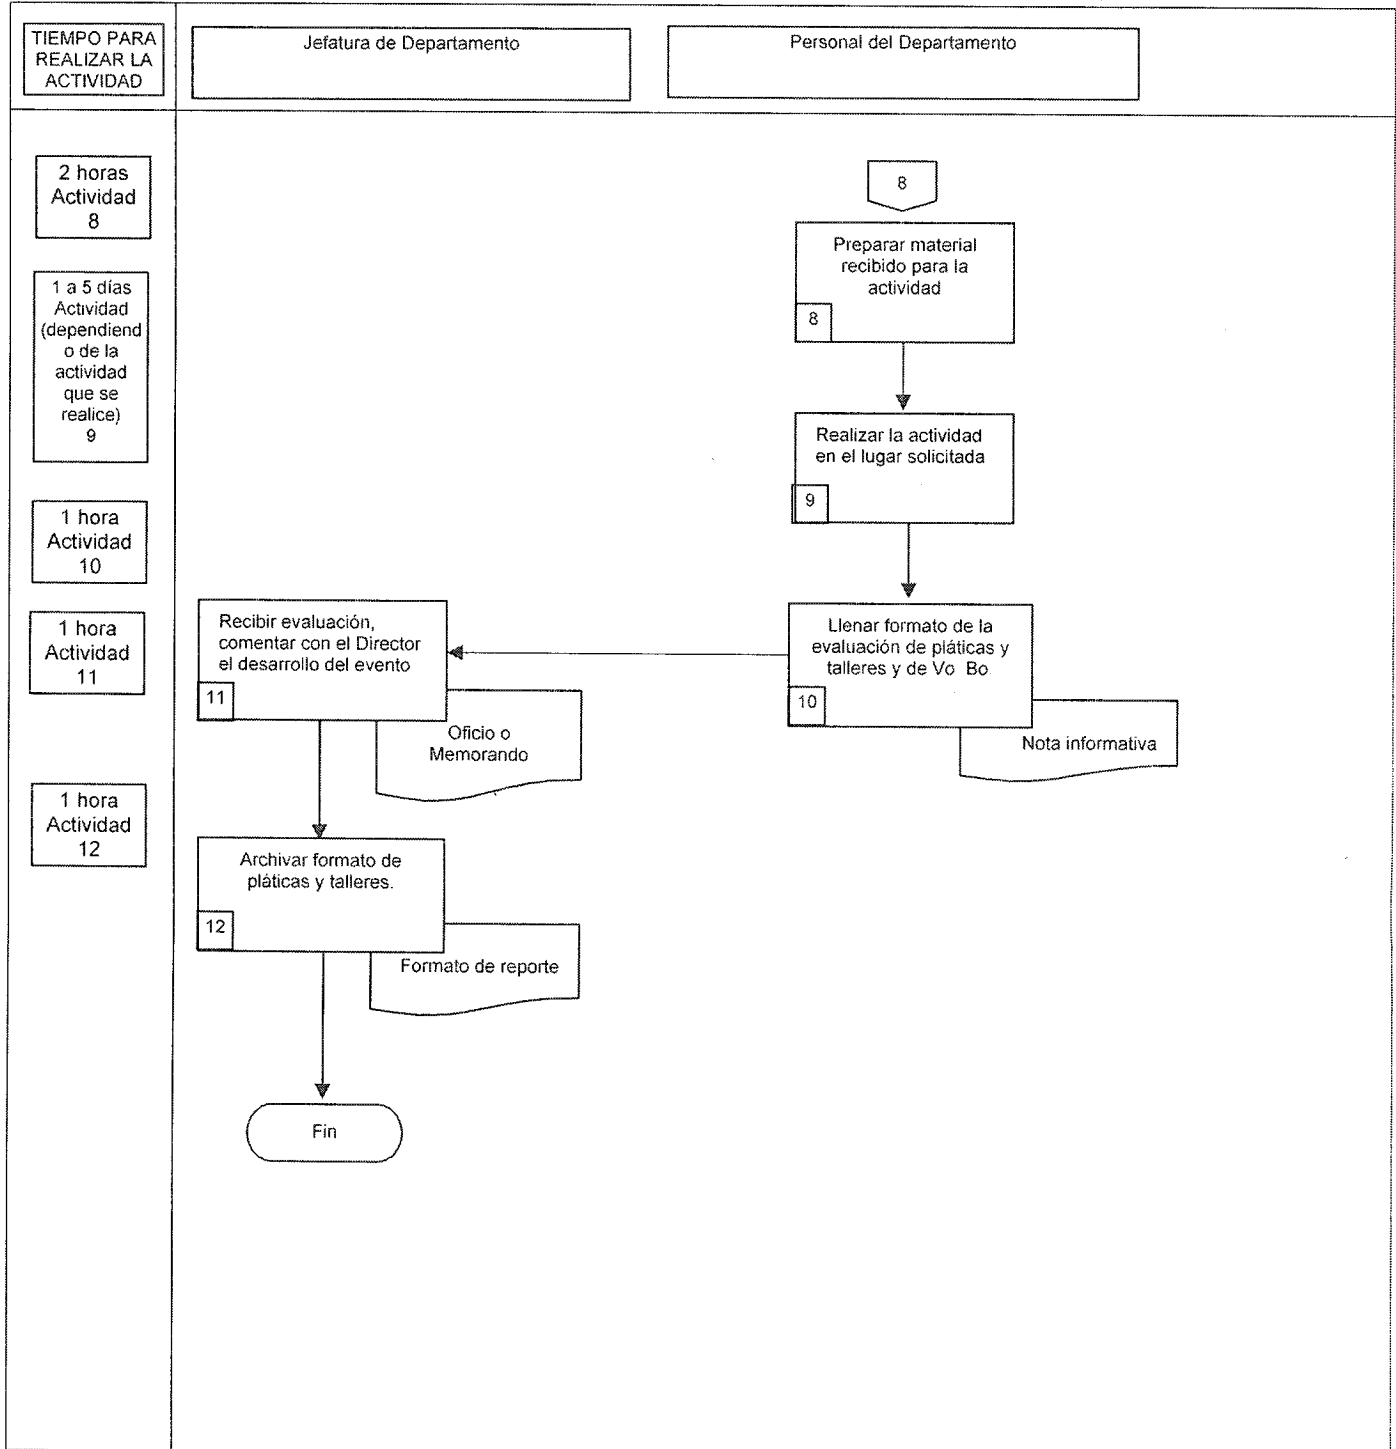 TIEMPO PARA
REALIZAR LA
ACTIVIDAD
Jefatura de Departamento
Personal del Departamento
2 horas
Actividad
8
8
Preparar material
recibido para la
actividad
8
1 a 5 días
Actividad
(dependiend
o de la
actividad
que se
realice)
9
Realizar la actividad
en el lugar solicitada
9
1 hora
Actividad
10
Llenar formato de la
evaluación de pláticas y
talleres y de Vo Bo
10
Nota informativa
1 hora
Actividad
11
Recibir evaluación,
comentar con el Director
el desarrollo del evento
11
Oficio o
Memorando
1 hora
Actividad
12
Archivar formato de
pláticas y talleres.
12
Formato de reporte
Fin